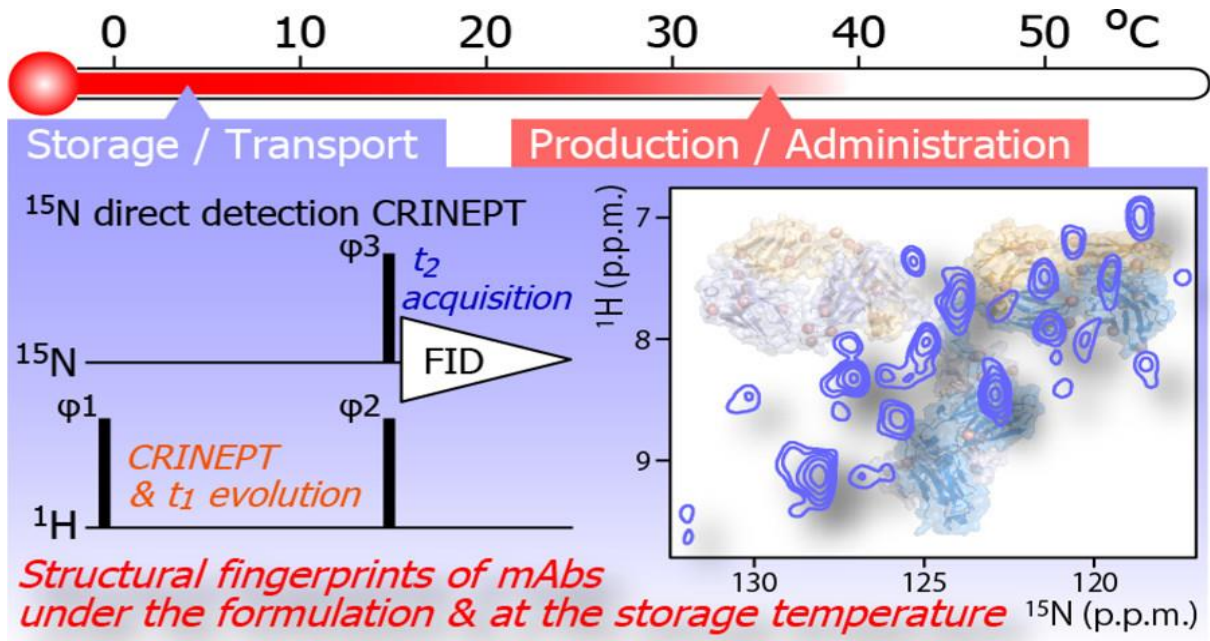 0 10 20 30 40 50 °C
Storage / Transport
Production / Administration
¹⁵N direct detection CRINEPT
φ3
t₂
acquisition
¹⁵N
FID
φ1
φ2
CRINEPT
& t₁ evolution
¹H
¹H (p.p.m.)
7
8
9
130 125 120
¹⁵N (p.p.m.)
Structural fingerprints of mAbs
under the formulation & at the storage temperature